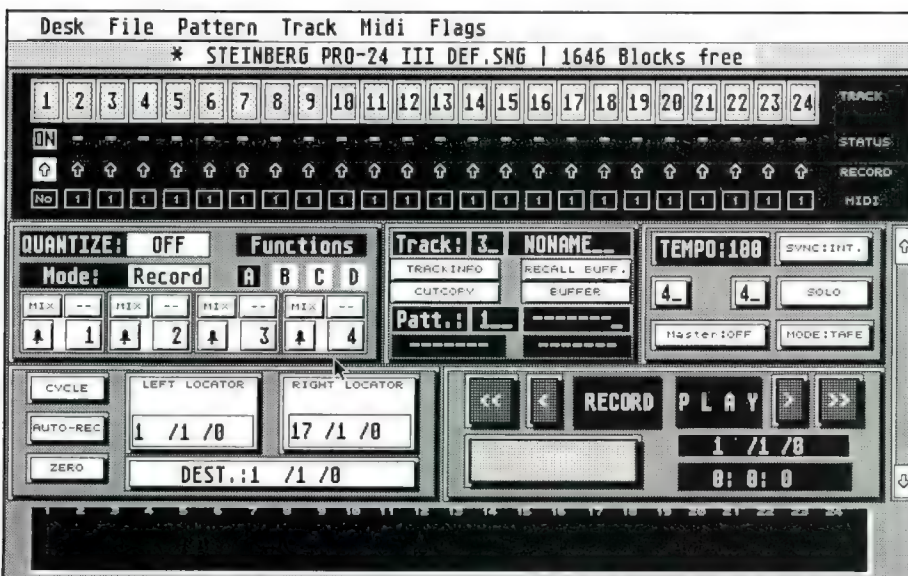 Desk File Pattern Track Midi Flags
* STEINBERG PRO-24 III DEF.SNG | 1646 Blocks free
1 2 3 4 5 6 7 8 9 10 11 12 13 14 15 16 17 18 19 20 21 22 23 24 TRACK
ON STATUS
RECORD
No 1 1 1 1 1 1 1 1 1 1 1 1 1 1 1 1 1 1 1 1 1 1 1 MIDI
QUANTIZE: OFF Functions
Mode: Record A B C D
MIX -- MIX -- MIX -- MIX --
1 2 3 4
Track: 3_ NONAME__
TRACKINFO RECALL BUFF.
CUTCOPY BUFFER
Patt.: 1__ -------_
------- -------
TEMPO:100 SYNC:INT.
4_ 4_ SOLO
Master:OFF MODE:TAPE
CYCLE LEFT LOCATOR RIGHT LOCATOR
AUTO-REC 1 /1 /0 17 /1 /0
ZERO DEST.:1 /1 /0
<< < RECORD PLAY > >>
1 /1 /0
0: 0: 0
1 2 3 4 5 6 7 8 9 10 11 12 13 14 15 16 17 18 19 20 21 22 23 24